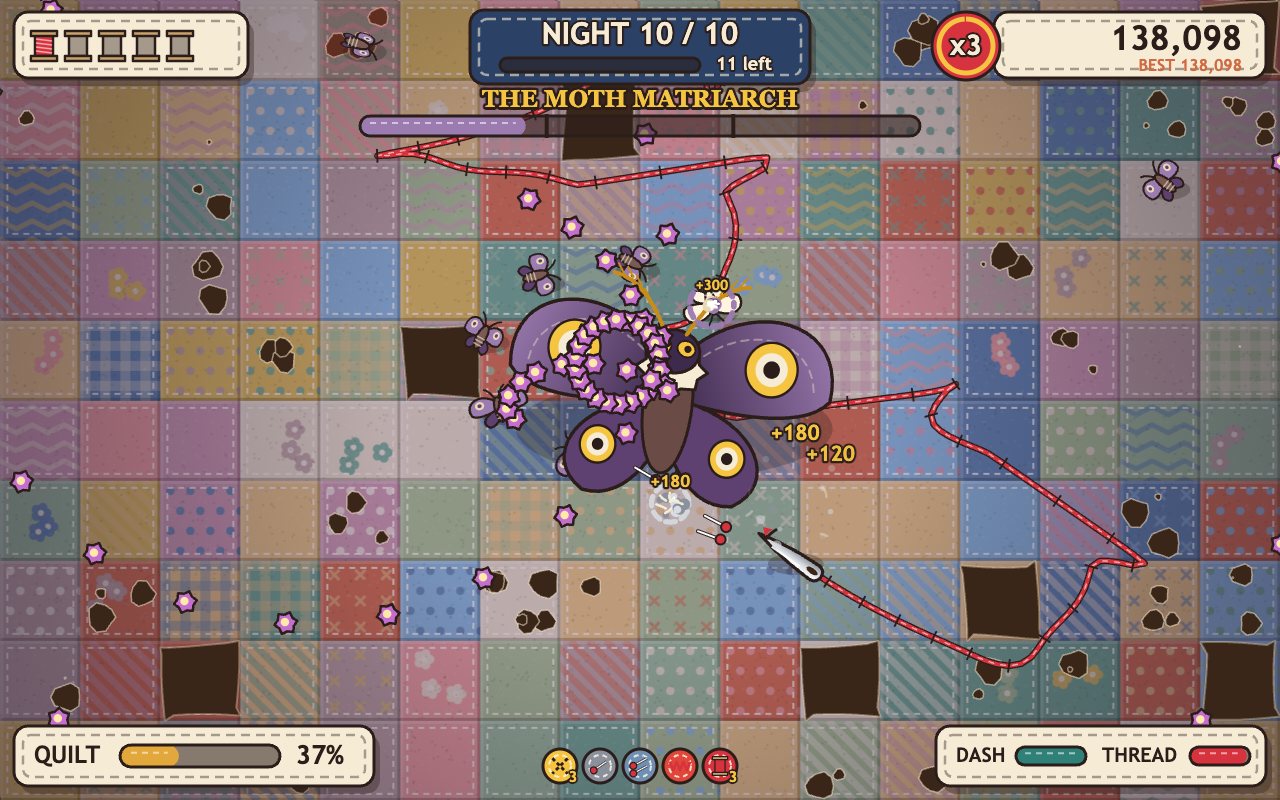 NIGHT 10 / 10
11 left
x3
138,098
BEST 138,098
THE MOTH MATRIARCH
+300
+180
+120
+180
QUILT
37%
3
3
DASH
THREAD